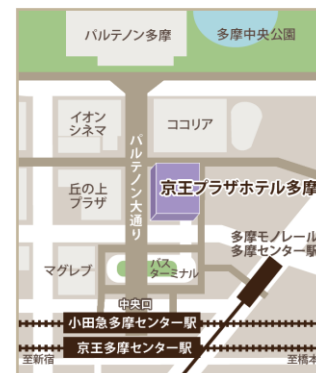 パルテノン多摩
多摩中央公園
イオン
シネマ
ココリア
パルテノン大通り
丘の上
プラザ
京王プラザホテル多摩
多摩モノレール
多摩センター駅
マグレブ
バス
ターミナル
中央口
小田急多摩センター駅
京王多摩センター駅
至新宿
至橋本